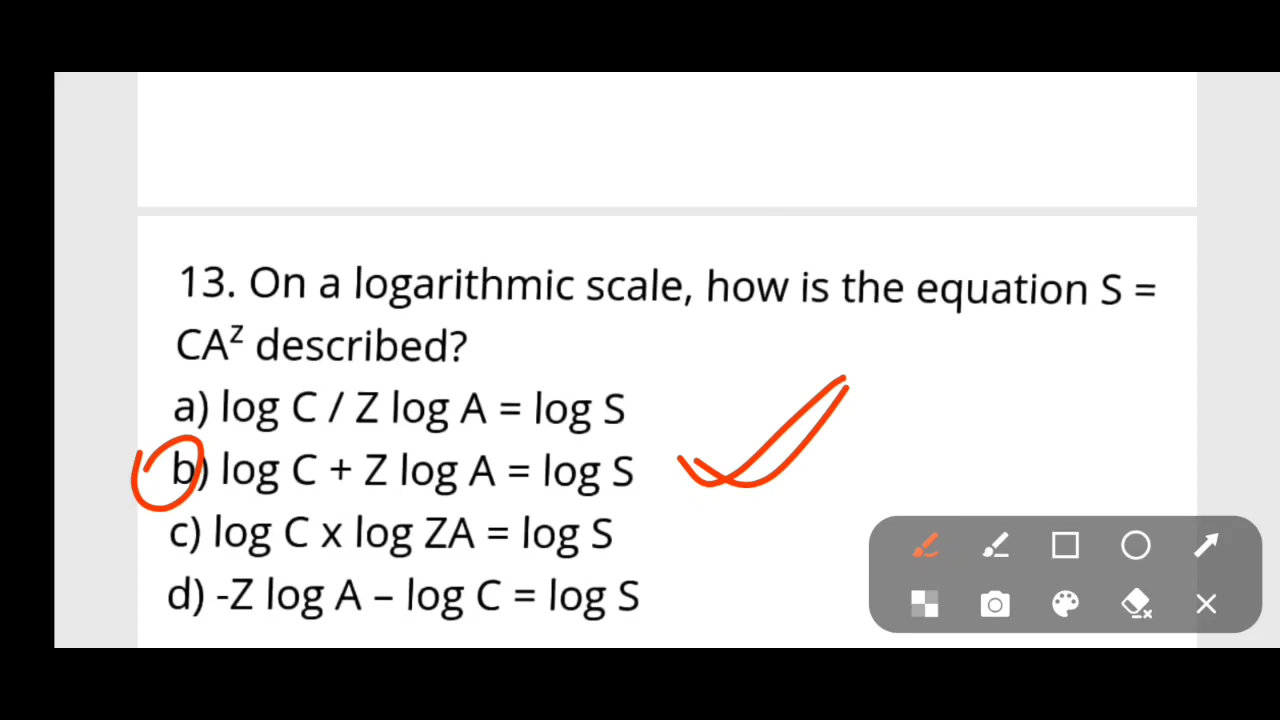 13. On a logarithmic scale, how is the equation S =
CAᶻ described?
a) log C / Z log A = log S
b) log C + Z log A = log S
c) log C x log ZA = log S
d) -Z log A – log C = log S